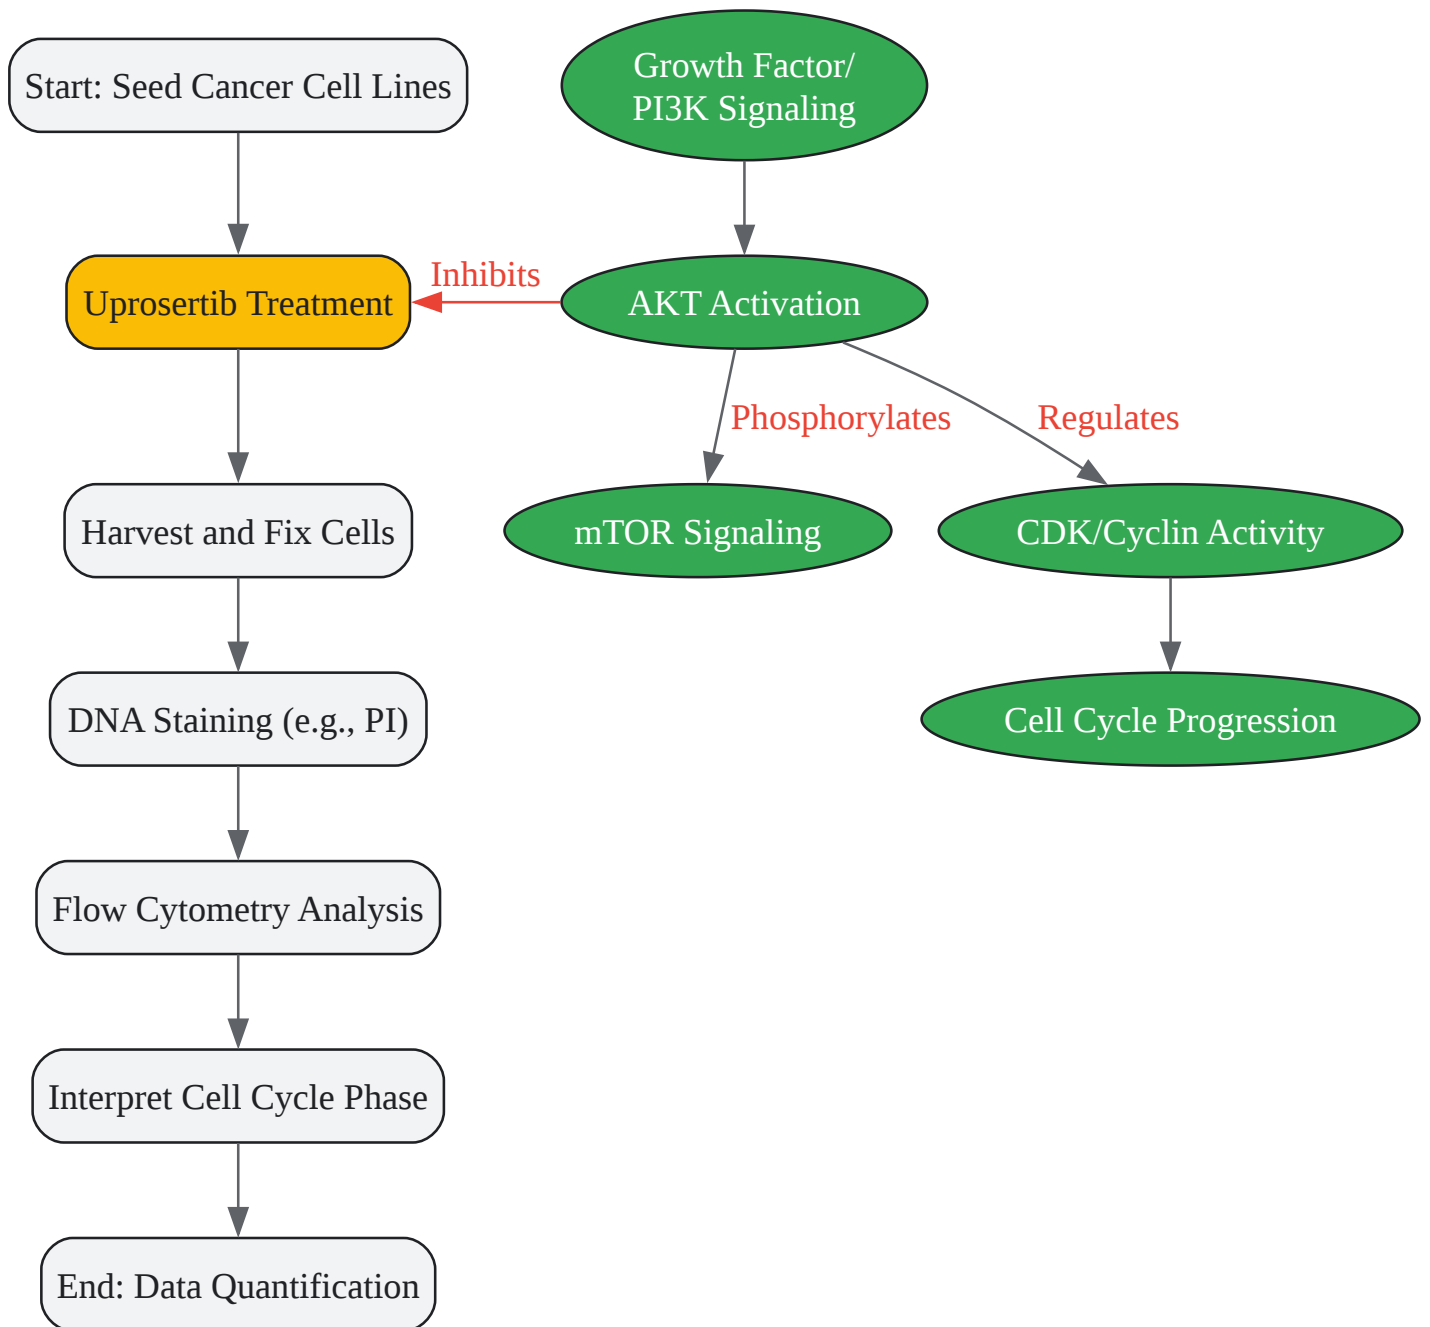 Start: Seed Cancer Cell Lines
Growth Factor/
PI3K Signaling
Uprosertib Treatment
Inhibits
AKT Activation
Phosphorylates
Regulates
Harvest and Fix Cells
mTOR Signaling
CDK/Cyclin Activity
DNA Staining (e.g., PI)
Cell Cycle Progression
Flow Cytometry Analysis
Interpret Cell Cycle Phase
End: Data Quantification